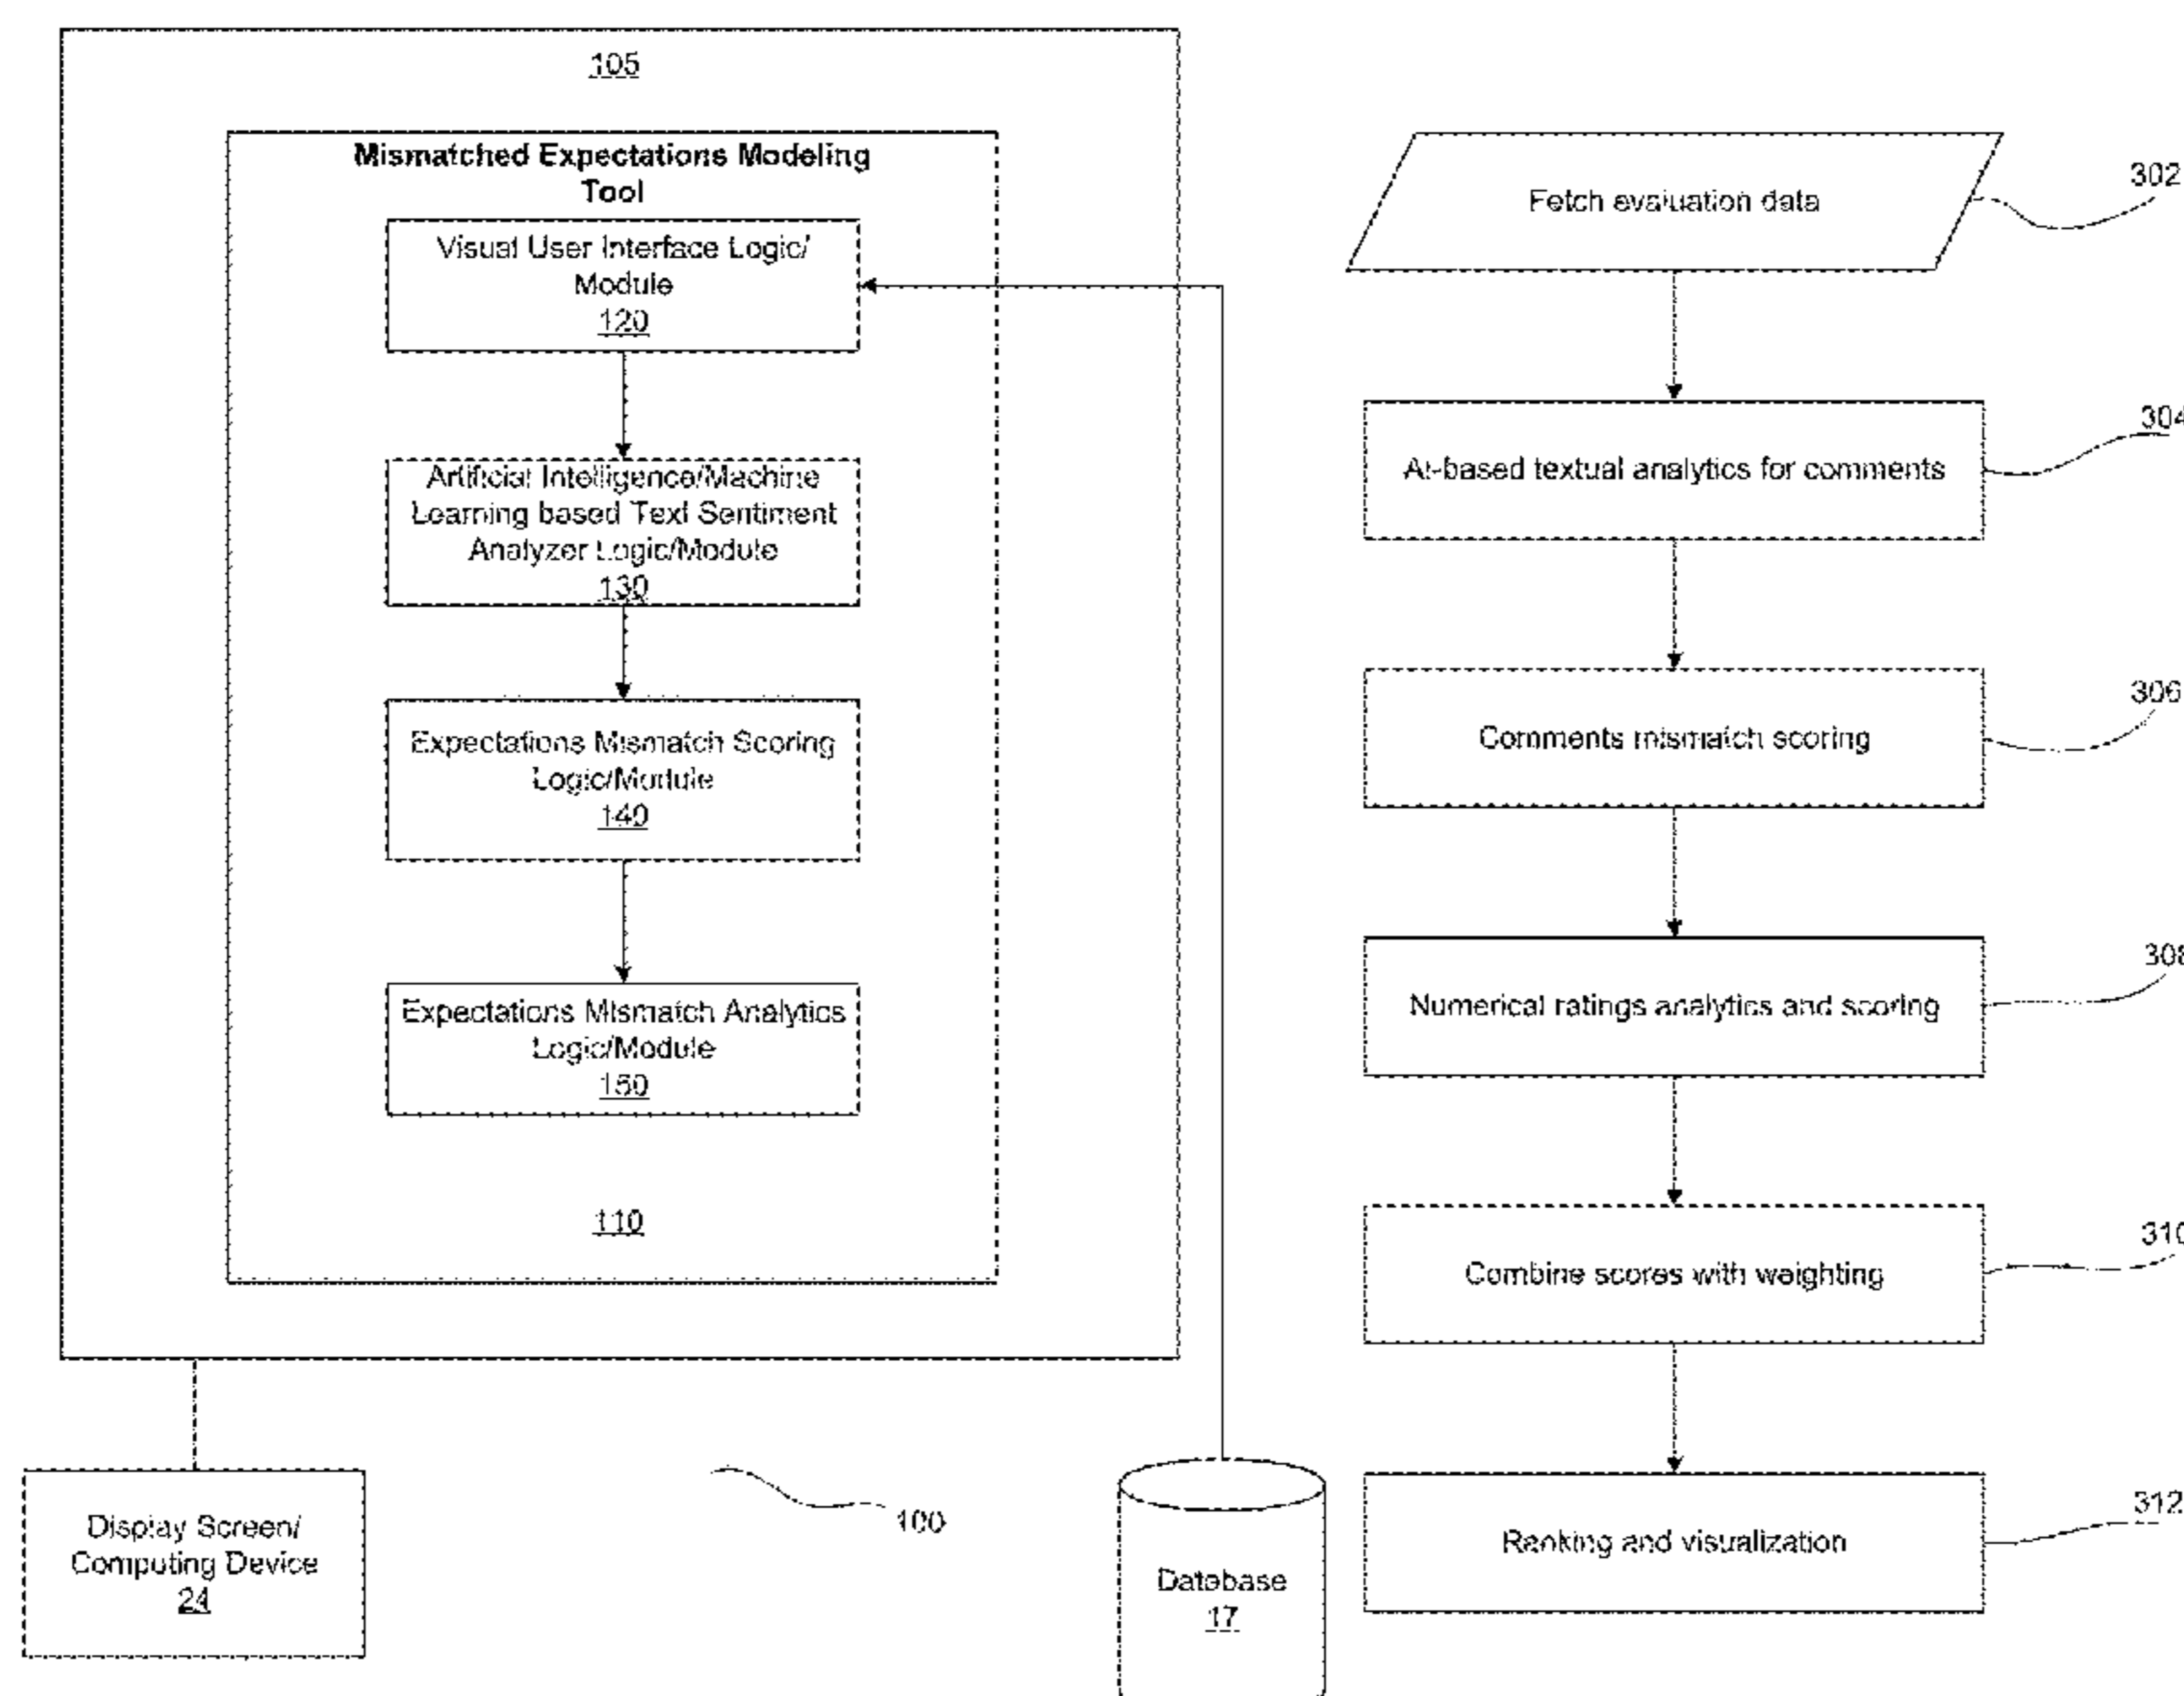 105
Mismatched Expectations Modeling
Tool
Visual User Interface Logic/
Module
120
Artificial Intelligence/Machine
Learning based Text Sentiment
Analyzer Logic/Module
130
Expectations Mismatch Scoring
Logic/Module
140
Expectations Mismatch Analytics
Logic/Module
150
110
Display Screen/
Computing Device
24
100
Database
17
Fetch evaluation data
302
AI-based textual analytics for comments
304
Comments mismatch scoring
306
Numerical ratings analytics and scoring
308
Combine scores with weighting
310
Ranking and visualization
312